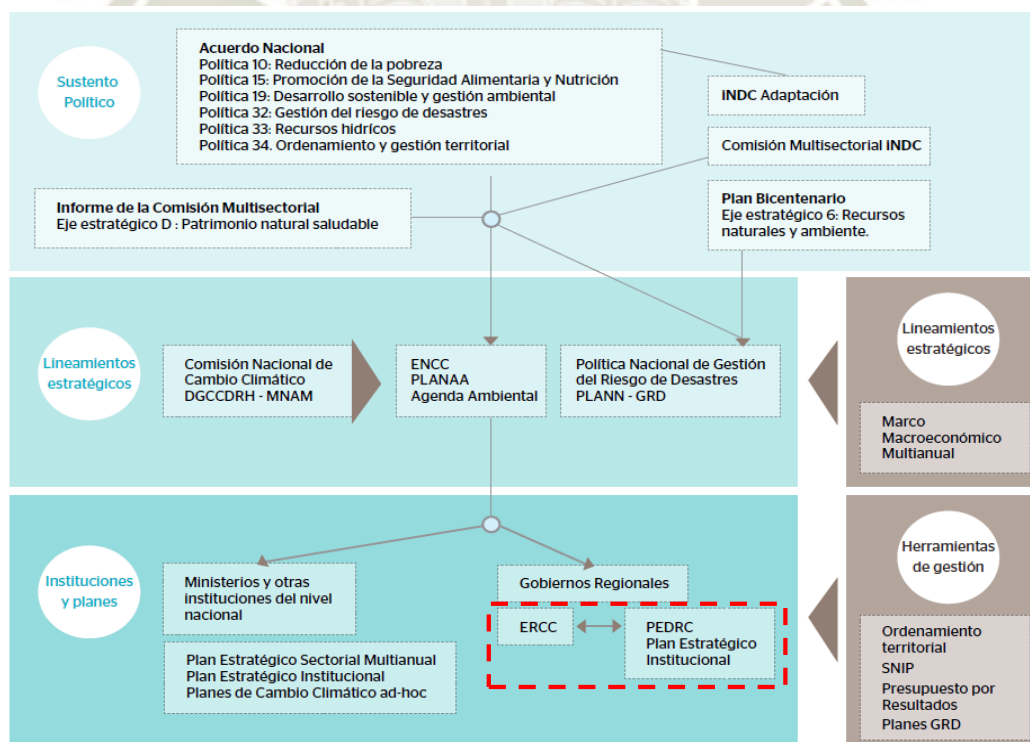 Sustento
Político
Acuerdo Nacional
Política 10: Reducción de la pobreza
Política 15: Promoción de la Seguridad Alimentaria y Nutrición
Política 19: Desarrollo sostenible y gestión ambiental
Política 32: Gestión del riesgo de desastres
Política 33: Recursos hídricos
Política 34. Ordenamiento y gestión territorial
iNDC Adaptación
Comisión Multisectorial iNDC
Informe de la Comisión Multisectorial
Eje estratégico D : Patrimonio natural saludable
Plan Bicentenario
Eje estratégico 6: Recursos
naturales y ambiente.
Lineamientos
estratégicos
Comisión Nacional de
Cambio Climático
DGCCDRH - MNAM
ENCC
PLANAA
Agenda Ambiental
Política Nacional de Gestión
del Riesgo de Desastres
PLANN - GRD
Lineamientos
estratégicos
Marco
Macroeconómico
Multianual
Instituciones
y planes
Ministerios y otras
instituciones del nivel
nacional
Plan Estratégico Sectorial Multianual
Plan Estratégico Institucional
Planes de Cambio Climático ad-hoc
Gobiernos Regionales
ERCC
PEDRC
Plan Estratégico
Institucional
Herramientas
de gestión
Ordenamiento
territorial
SNIP
Presupuesto por
Resultados
Planes GRD